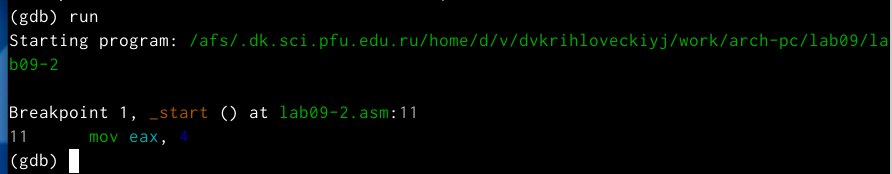 (gdb) run
Starting program: /afs/.dk.sci.pfu.edu.ru/home/d/v/dvkrihloveckiyj/work/arch-pc/lab09/la
b09-2
Breakpoint 1, _start () at lab09-2.asm:11
11      mov eax, 4
(gdb)